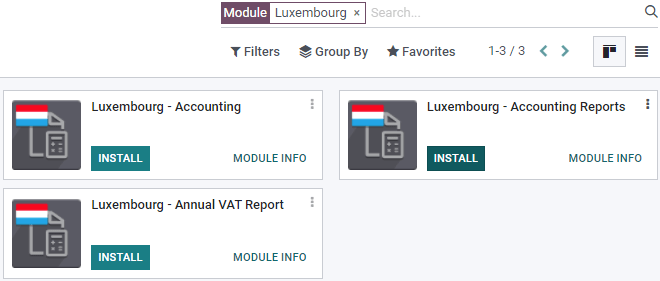 Module Luxembourg × Search...
Filters Group By Favorites 1-3 / 3
Luxembourg - Accounting
INSTALL MODULE INFO
Luxembourg - Accounting Reports
INSTALL MODULE INFO
Luxembourg - Annual VAT Report
INSTALL MODULE INFO